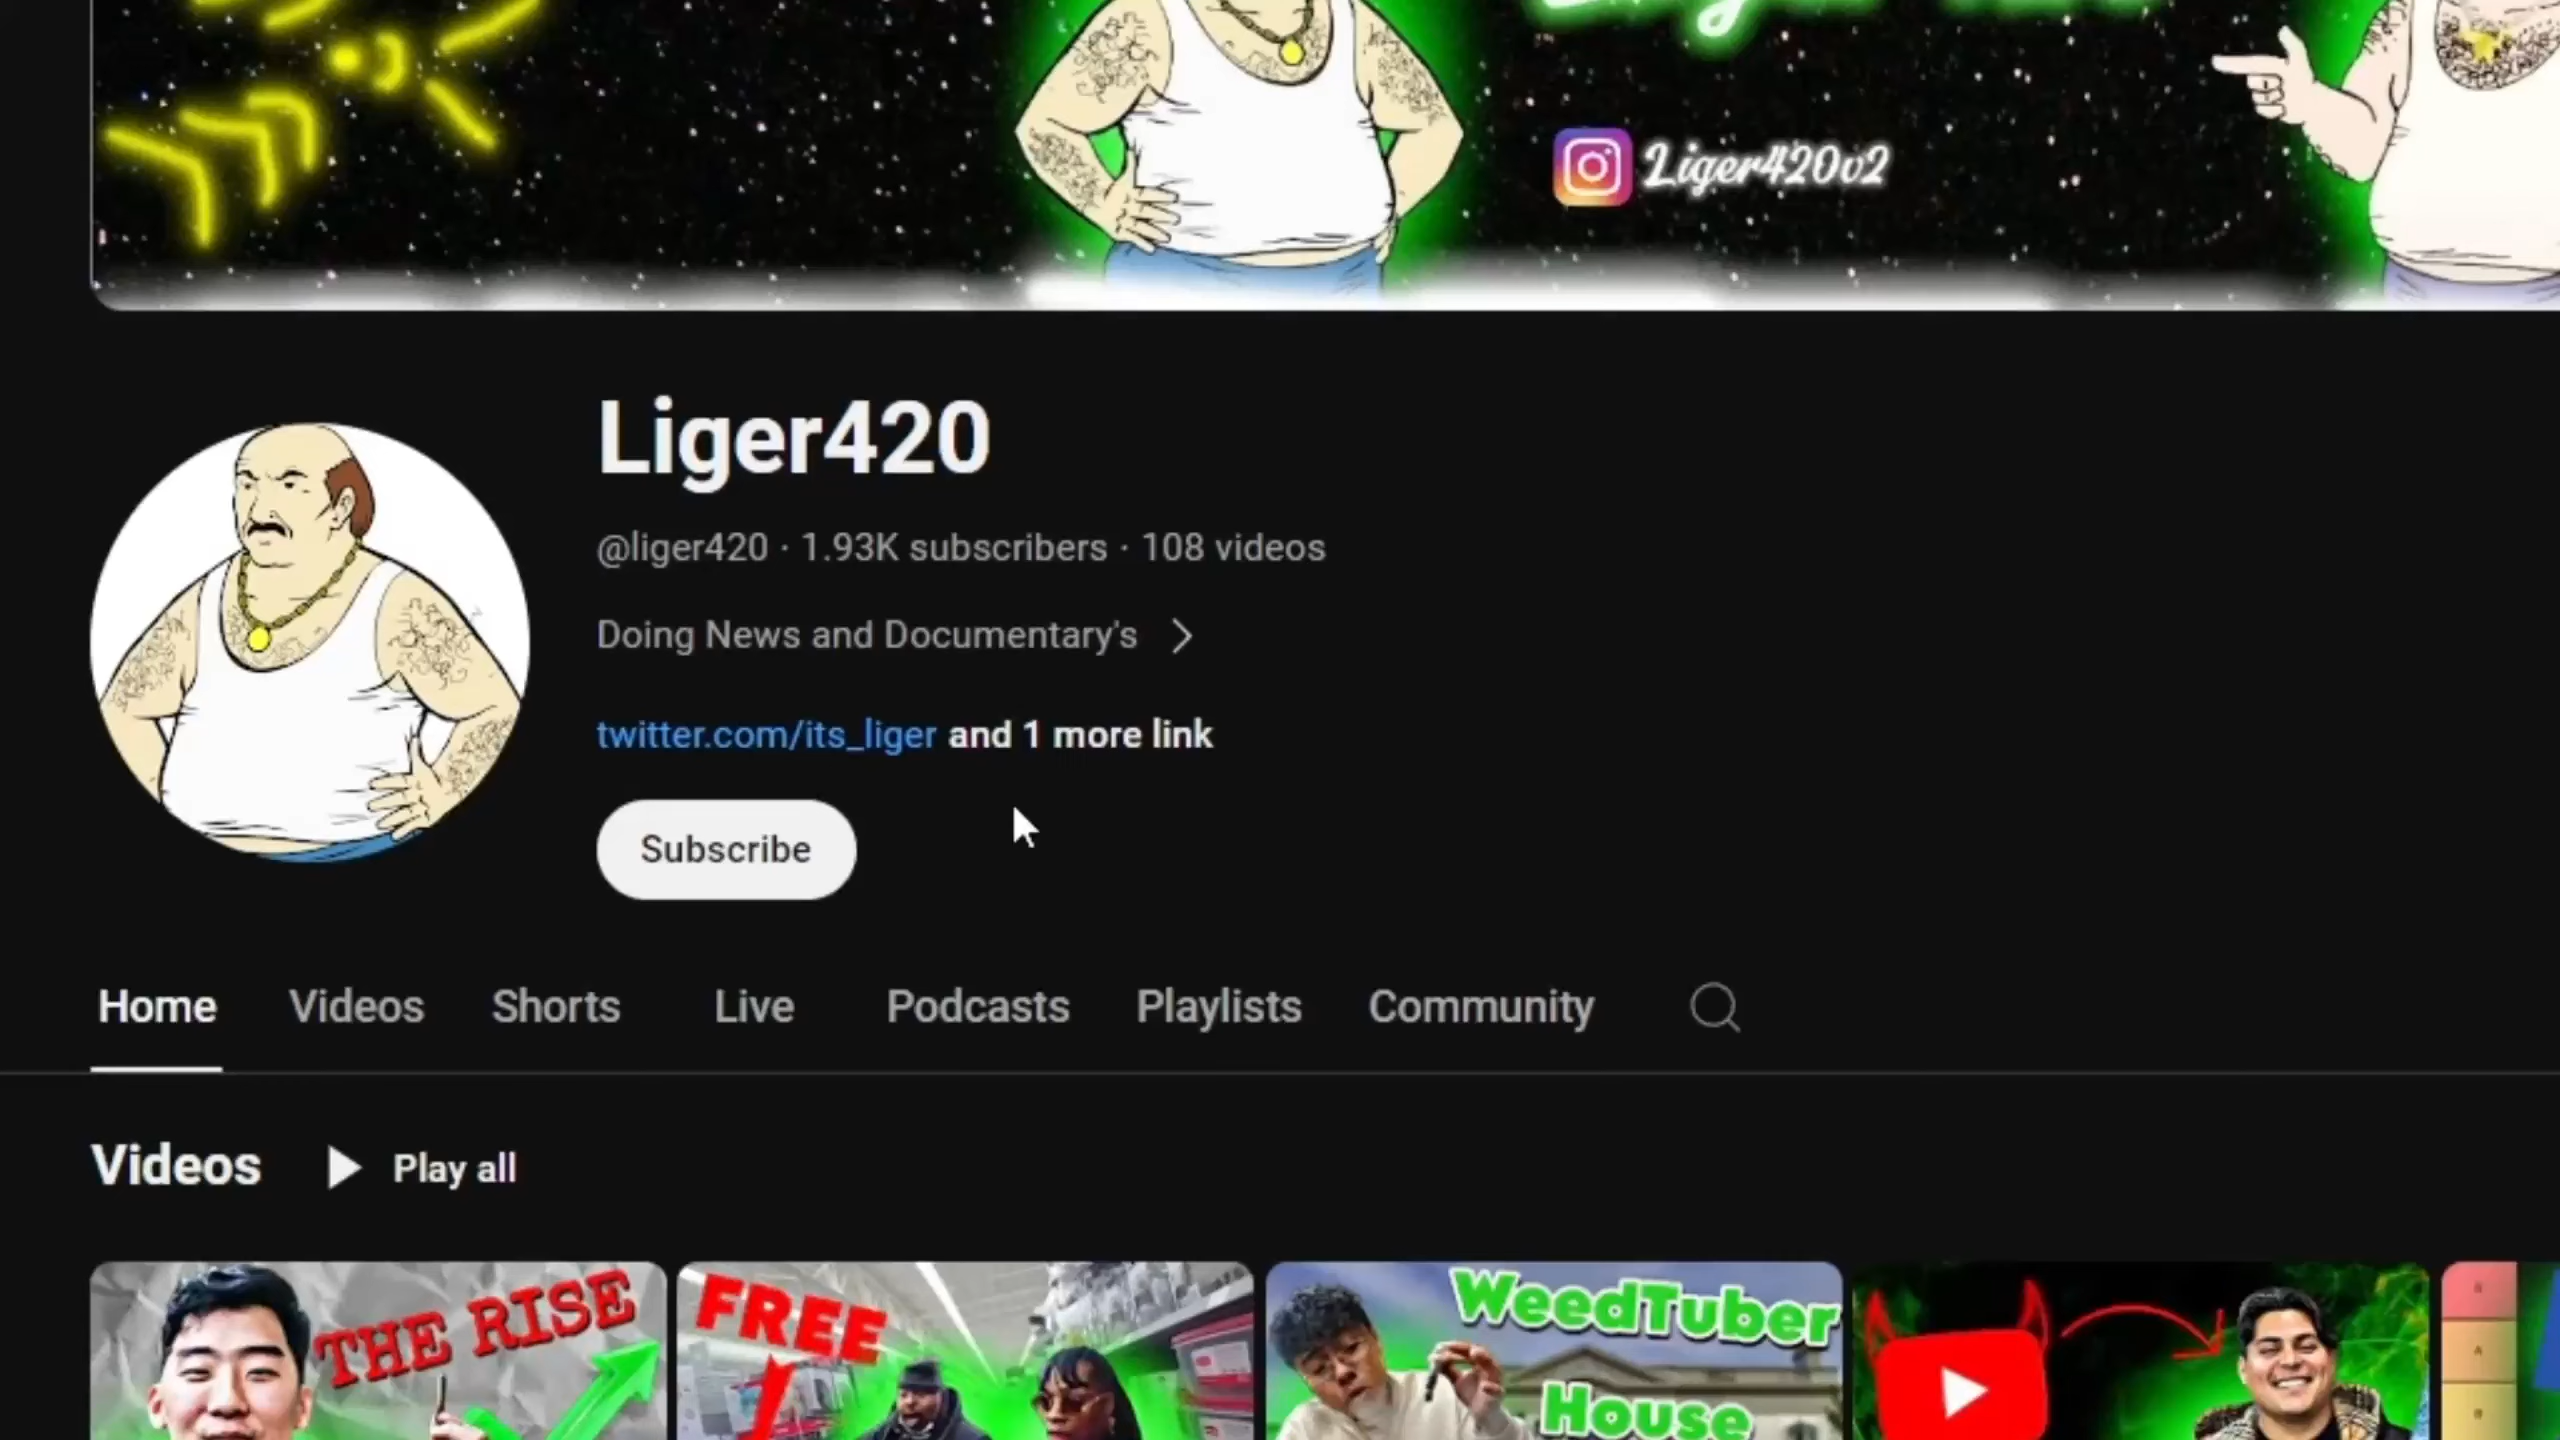 Liger420v2
Liger420
@liger420 · 1.93K subscribers · 108 videos
Doing News and Documentary's
twitter.com/its_liger and 1 more link
Subscribe
Home Videos Shorts Live Podcasts Playlists Community
Videos Play all
THE RISE
FREE
WeedTuber
House